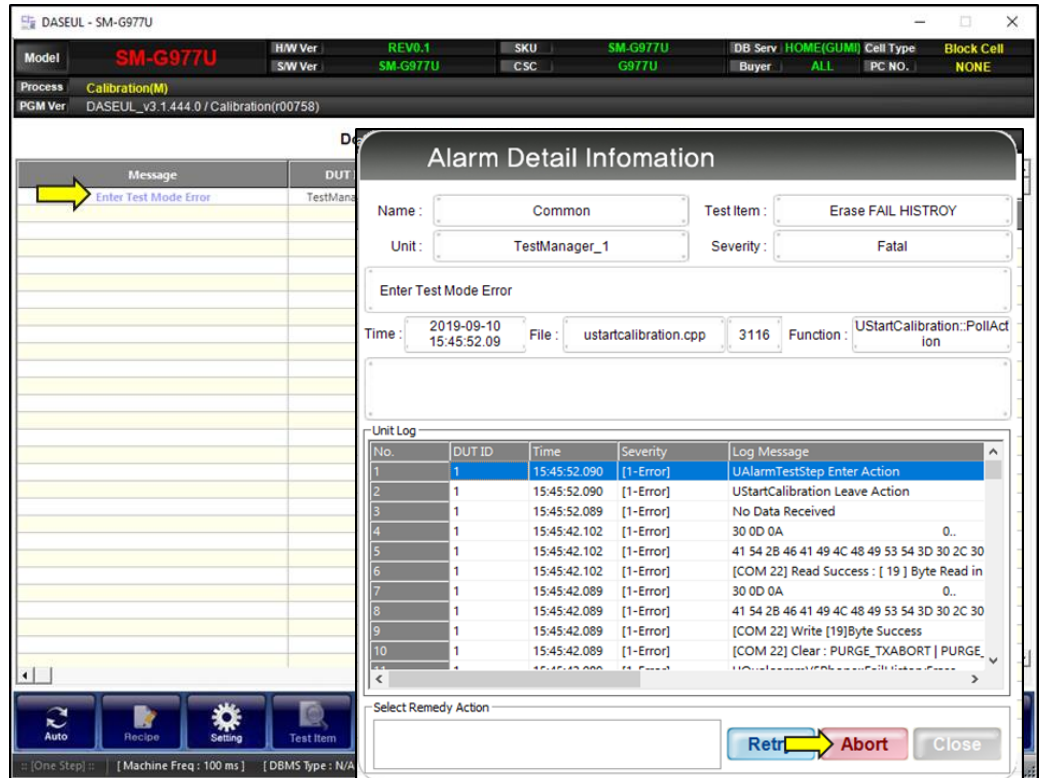 DASEUL - SM-G977U
Model SM-G977U H/W Ver REV0.1 SKU SM-G977U DB Serv HOME(GUMI) Cell Type Block Cell
S/W Ver SM-G977U CSC G977U Buyer ALL PC NO. NONE
Process Calibration(M)
PGM Ver DASEUL_v3.1.444.0 / Calibration(r00758)
Message DUT
Enter Test Mode Error TestMana
Alarm Detail Infomation
Name : Common Test Item : Erase FAIL HISTROY
Unit : TestManager_1 Severity : Fatal
Enter Test Mode Error
Time : 2019-09-10 15:45:52.09 File : ustartcalibration.cpp 3116 Function : UStartCalibration::PollAct
ion
Unit Log
No. DUT ID Time Severity Log Message
1 1 15:45:52.090 [1-Error] UAlarmTestStep Enter Action
2 1 15:45:52.090 [1-Error] UStartCalibration Leave Action
3 1 15:45:52.089 [1-Error] No Data Received
4 1 15:45:42.102 [1-Error] 30 0D 0A 0..
5 1 15:45:42.102 [1-Error] 41 54 2B 46 41 49 4C 48 49 53 54 3D 30 2C 30
6 1 15:45:42.102 [1-Error] [COM 22] Read Success : [ 19 ] Byte Read in
7 1 15:45:42.089 [1-Error] 30 0D 0A 0..
8 1 15:45:42.089 [1-Error] 41 54 2B 46 41 49 4C 48 49 53 54 3D 30 2C 30
9 1 15:45:42.089 [1-Error] [COM 22] Write [19]Byte Success
10 1 15:45:42.089 [1-Error] [COM 22] Clear : PURGE_TXABORT | PURGE_
Select Remedy Action
Retr Abort Close
Auto Recipe Setting Test Item
:: [One Step] :: [ Machine Freq : 100 ms ] [ DBMS Type : N/A